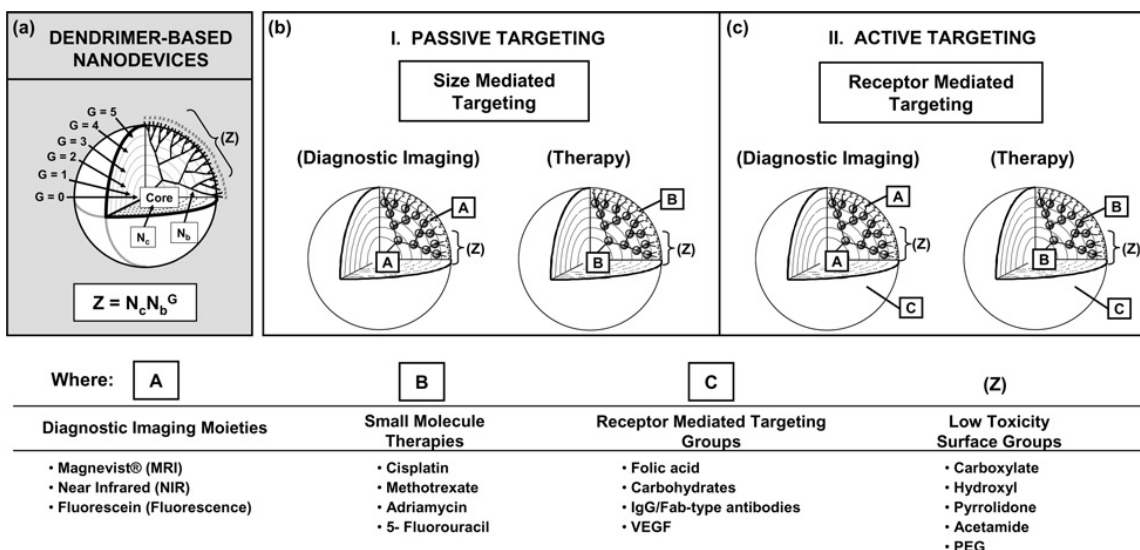 (a)
DENDRIMER-BASED
NANODEVICES
G = 5
G = 4
G = 3
G = 2
G = 1
G = 0
(Z)
Core
Nc
Nb
Z = NcNb^G
(b)
I. PASSIVE TARGETING
Size Mediated
Targeting
(Diagnostic Imaging)
(Therapy)
A
A
(Z)
B
B
(Z)
(c)
II. ACTIVE TARGETING
Receptor Mediated
Targeting
(Diagnostic Imaging)
(Therapy)
A
A
(Z)
C
B
B
(Z)
C
Where:
A
B
C
(Z)
Diagnostic Imaging Moieties
Small Molecule
Therapies
Receptor Mediated Targeting
Groups
Low Toxicity
Surface Groups
• Magnevist® (MRI)
• Near Infrared (NIR)
• Fluorescein (Fluorescence)
• Cisplatin
• Methotrexate
• Adriamycin
• 5- Fluorouracil
• Folic acid
• Carbohydrates
• IgG/Fab-type antibodies
• VEGF
• Carboxylate
• Hydroxyl
• Pyrrolidone
• Acetamide
• PEG